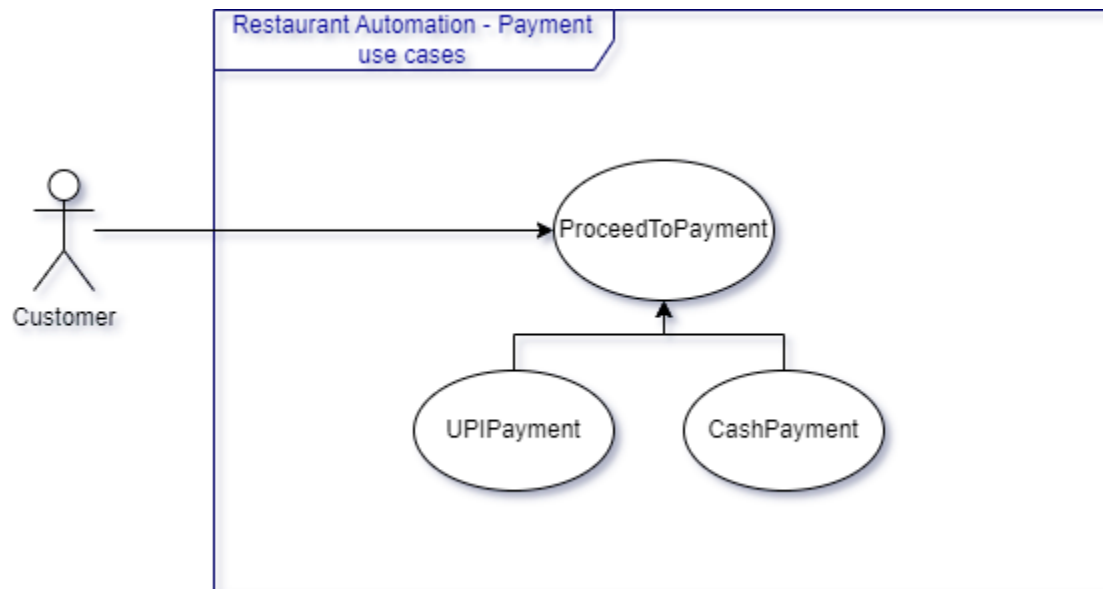 Restaurant Automation - Payment
use cases
ProceedToPayment
Customer
UPIPayment
CashPayment